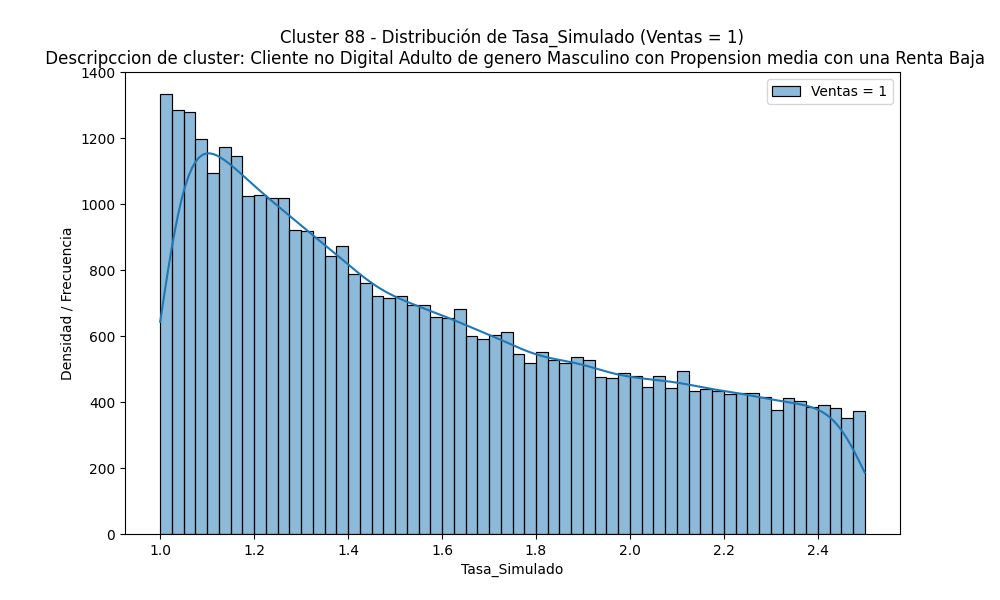 Cluster 88 - Distribución de Tasa_Simulado (Ventas = 1)
Descripccion de cluster: Cliente no Digital Adulto de genero Masculino con Propension media con una Renta Baja
Ventas = 1
Densidad / Frecuencia
1400
1200
1000
800
600
400
200
0
1.0 1.2 1.4 1.6 1.8 2.0 2.2 2.4
Tasa_Simulado